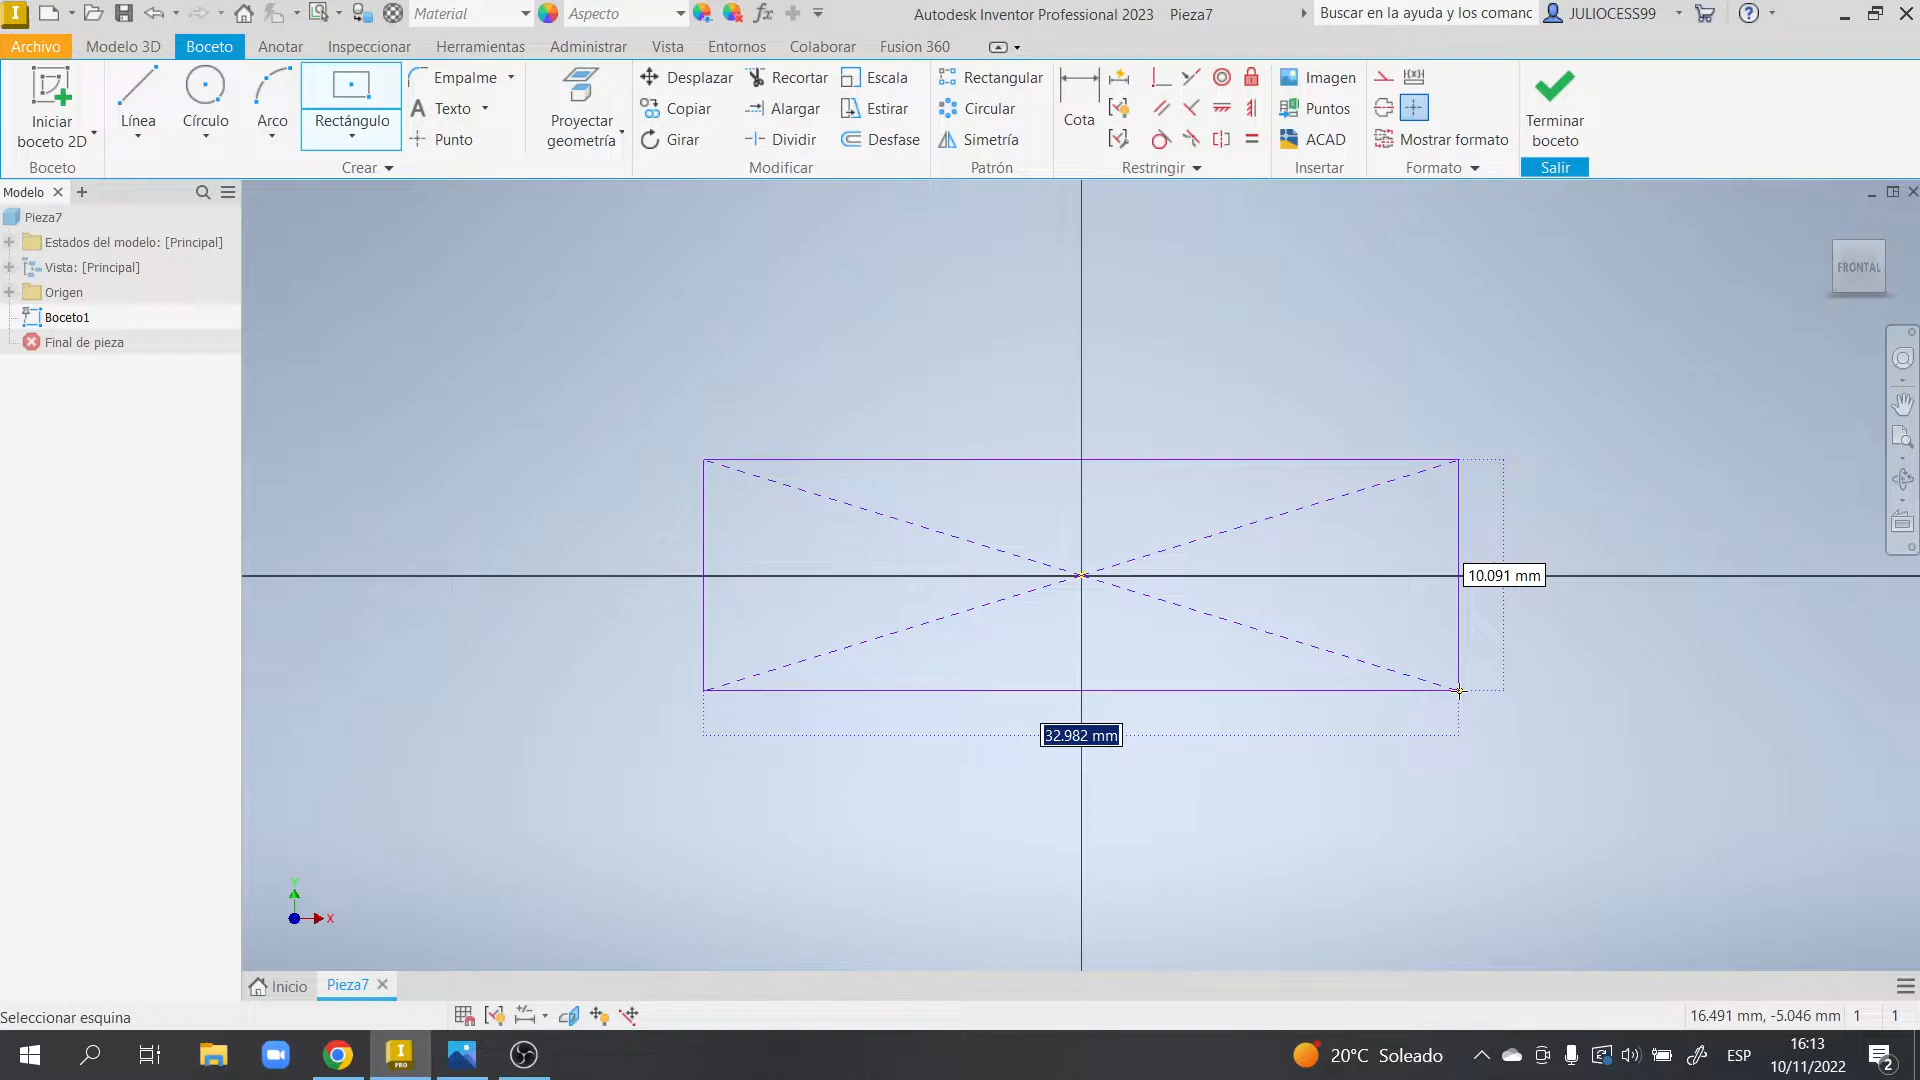 Material
Aspecto
Autodesk Inventor Professional 2023 Pieza7
Buscar en la ayuda y los comanc
JULIOCESS99
Archivo Modelo 3D Boceto Anotar Inspeccionar Herramientas Administrar Vista Entornos Colaborar Fusion 360
Iniciar
boceto 2D
Línea
Círculo
Arco
Rectángulo
Empalme
Texto
Punto
Proyectar
geometría
Desplazar Recortar Escala
Copiar Alargar Estirar
Girar Dividir Desfase
Rectangular
Circular
Simetría
Cota
Imagen
Puntos
ACAD
Mostrar formato
Terminar
boceto
Boceto Crear Modificar Patrón Restringir Insertar Formato Salir
Modelo
Pieza7
Estados del modelo: [Principal]
Vista: [Principal]
Origen
Boceto1
Final de pieza
FRONTAL
10.091 mm
32.982 mm
Y
X
Inicio Pieza7
Seleccionar esquina
16.491 mm, -5.046 mm 1 1
I
PRO
20°C Soleado
ESP
16:13
10/11/2022
2